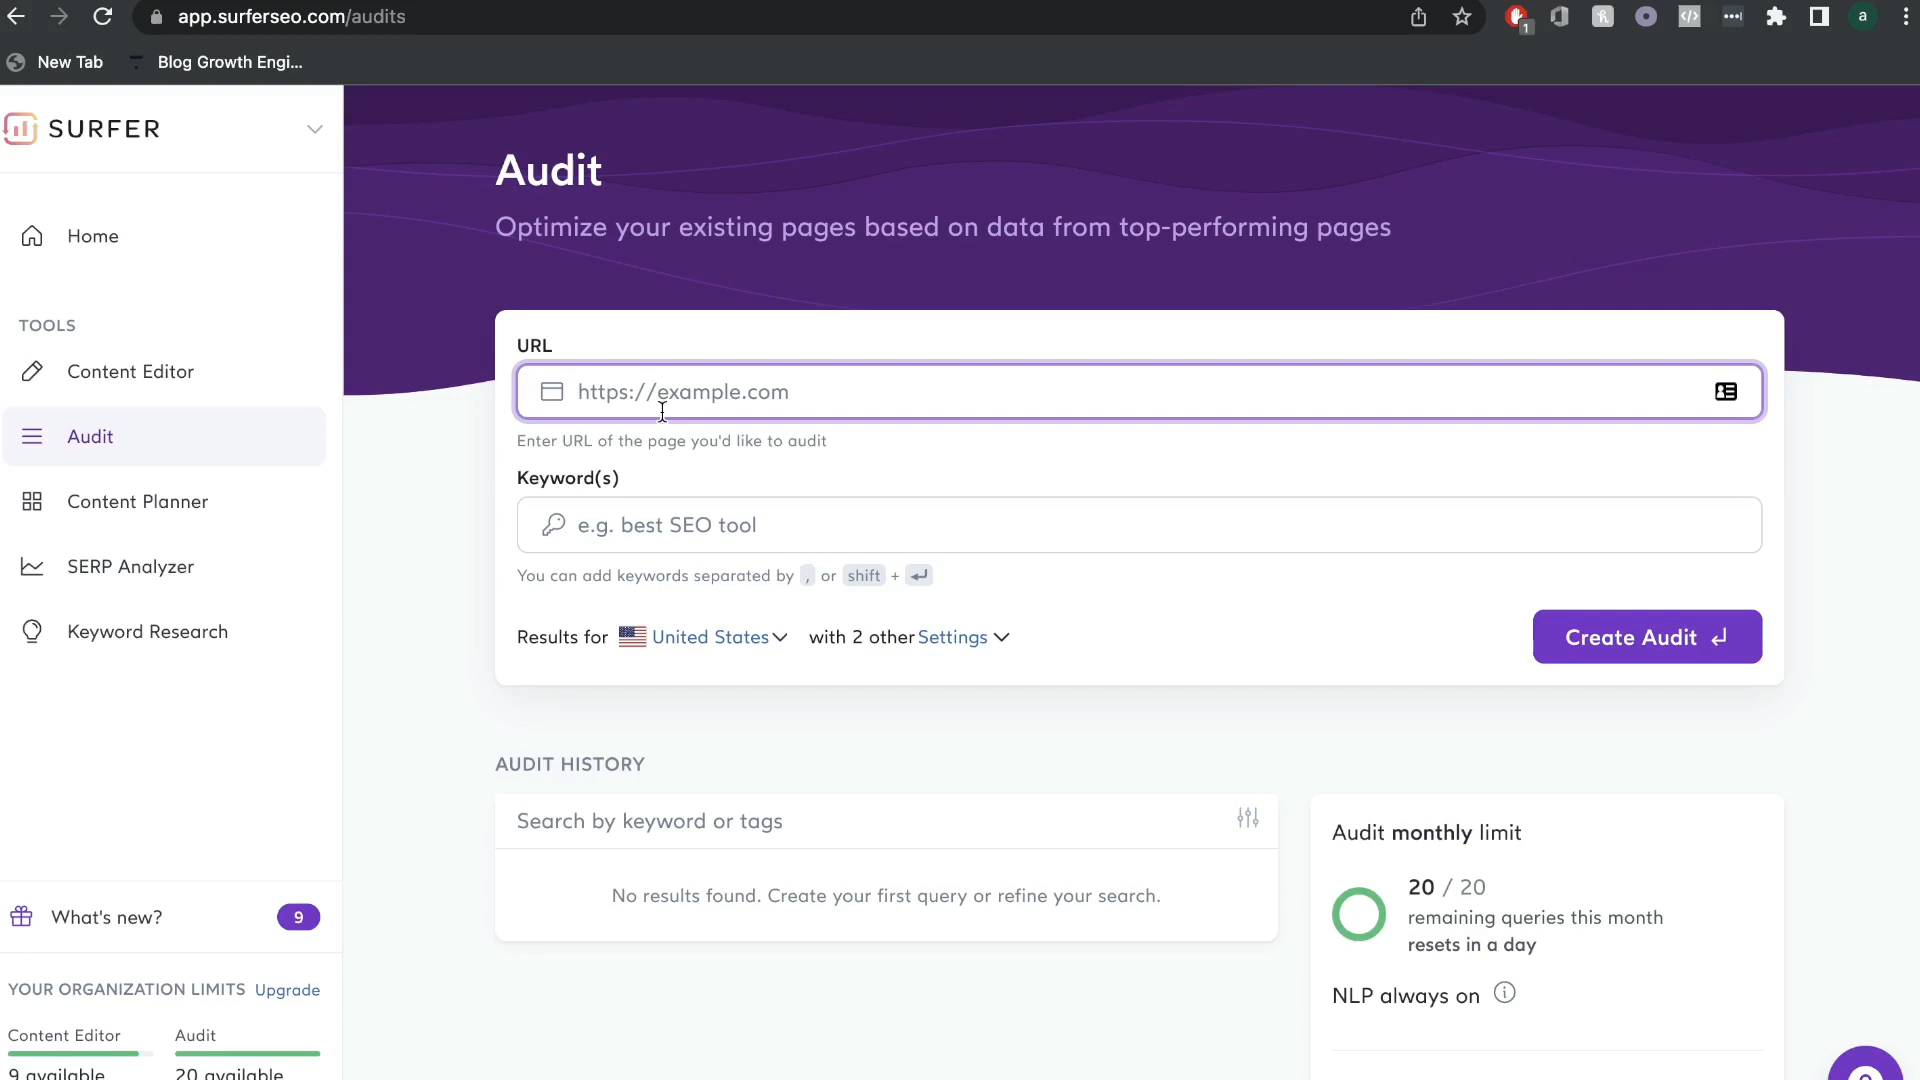 app.surferseo.com/audits
1
a
New Tab
Blog Growth Engi...
SURFER
Home
TOOLS
Content Editor
Audit
Content Planner
SERP Analyzer
Keyword Research
What's new?
9
YOUR ORGANIZATION LIMITS Upgrade
Content Editor
Audit
9 available
20 available
Audit
Optimize your existing pages based on data from top-performing pages
URL
https://example.com
Enter URL of the page you'd like to audit
Keyword(s)
e.g. best SEO tool
You can add keywords separated by , or shift + ↵
Results for United States with 2 other Settings
Create Audit ↵
AUDIT HISTORY
Search by keyword or tags
No results found. Create your first query or refine your search.
Audit monthly limit
20 / 20
remaining queries this month
resets in a day
NLP always on